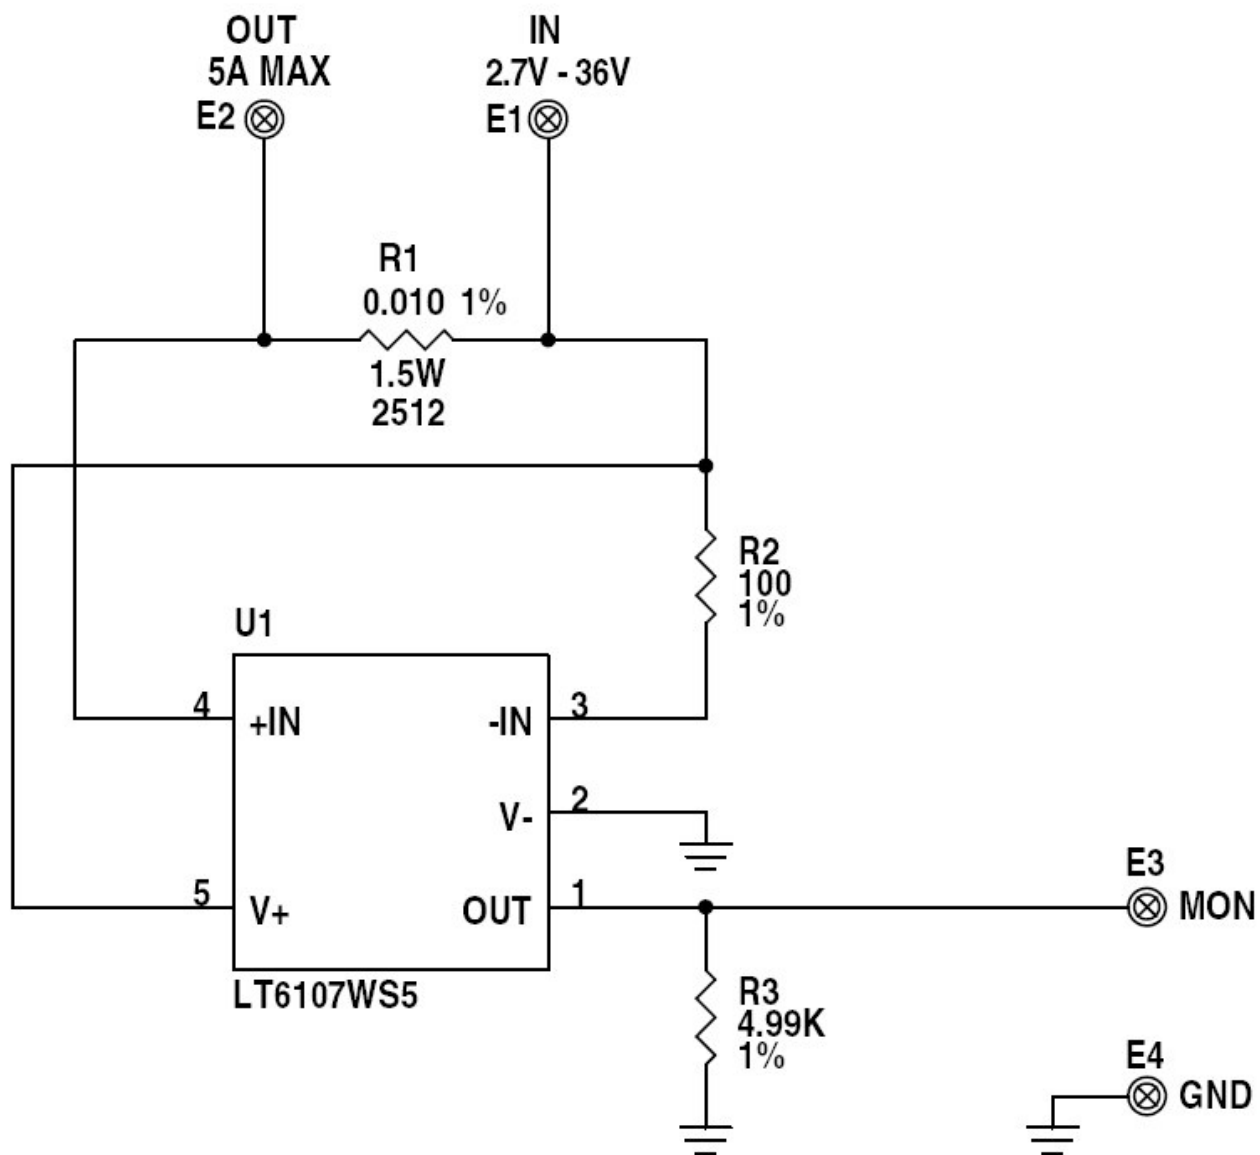 OUT
5A MAX
E2
IN
2.7V - 36V
E1
R1
0.010 1%
1.5W
2512
R2
100
1%
U1
4
+IN
-IN
3
V-
2
5
V+
OUT
1
LT6107WS5
E3
MON
R3
4.99K
1%
E4
GND